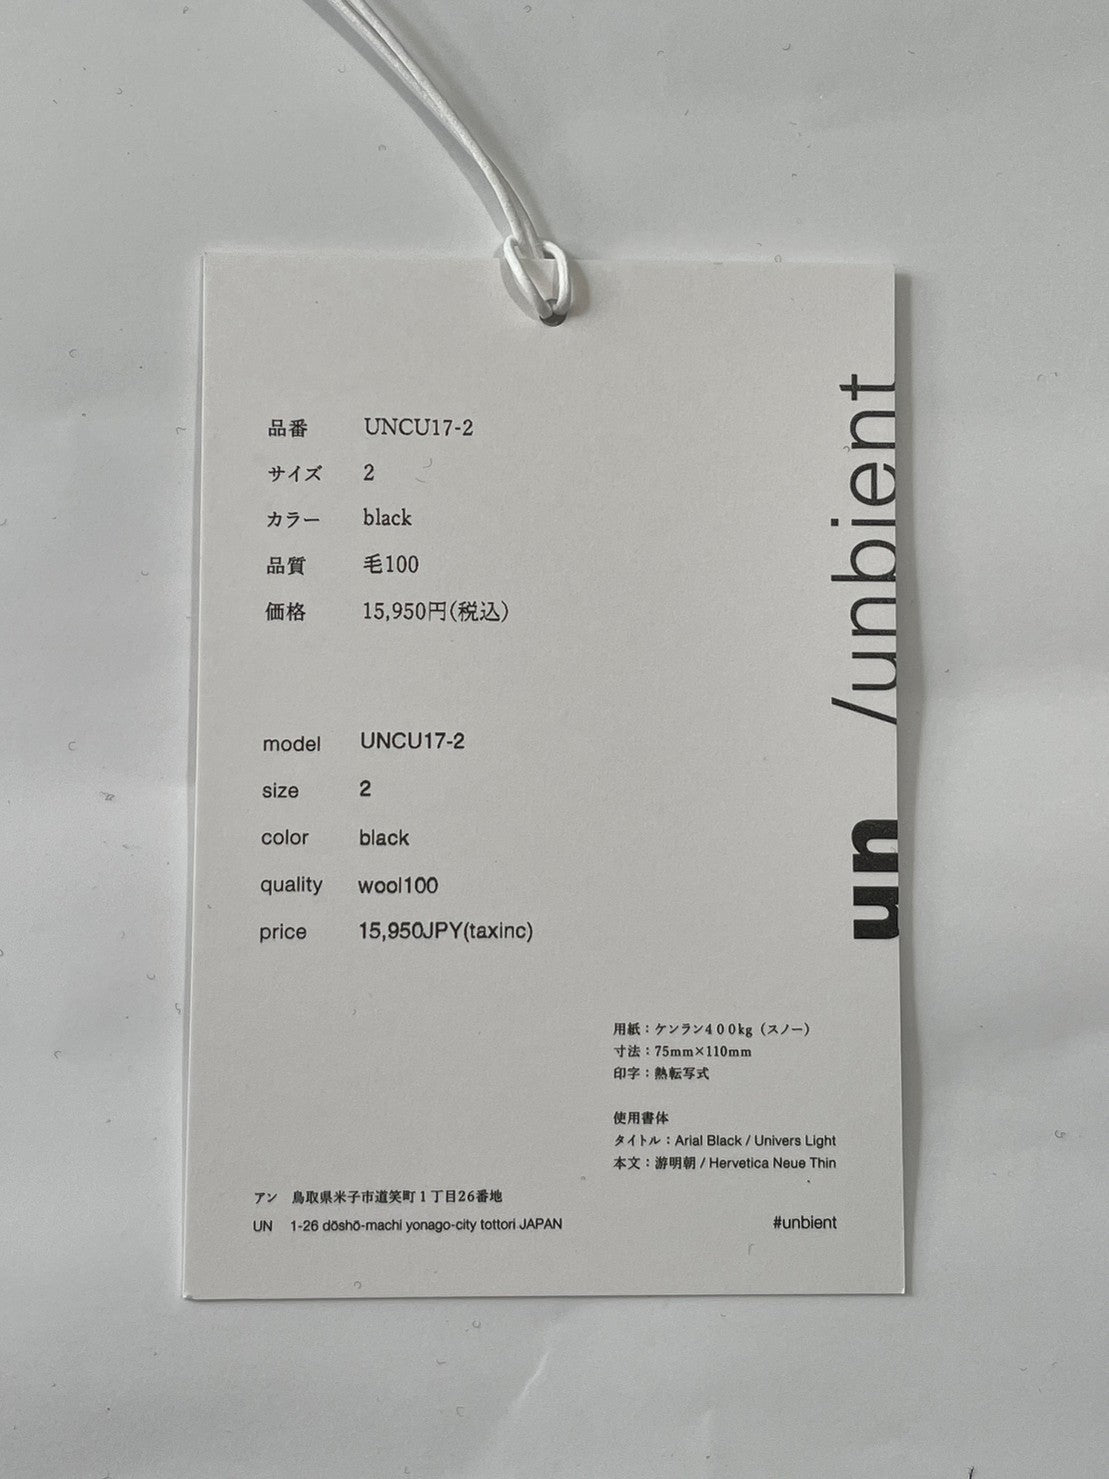 品番 UNCU17-2
サイズ 2
カラー black
品質 毛100
価格 15,950円(税込)
model UNCU17-2
size 2
color black
quality wool100
price 15,950JPY(taxinc)
un /unbient
用紙：ケンラン４００kg（スノー）
寸法：75mm×110mm
印字：熱転写式
使用書体
タイトル：Arial Black / Univers Light
本文：游明朝 / Hervetica Neue Thin
アン 鳥取県米子市道笑町１丁目26番地
UN 1-26 dōshō-machi yonago-city tottori JAPAN
#unbient